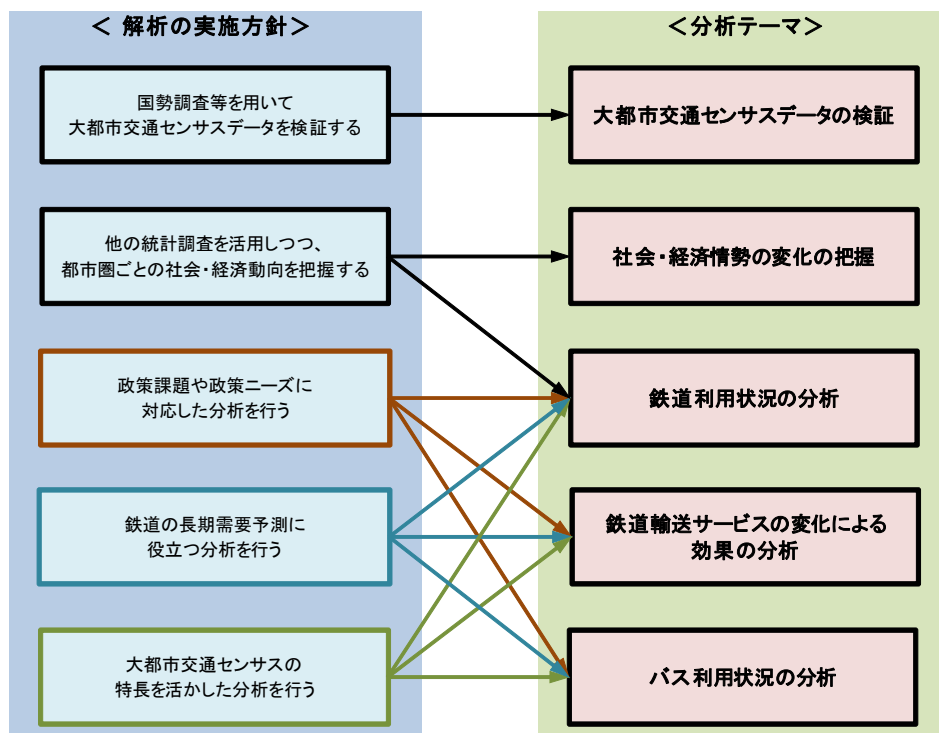 ＜ 解析の実施方針＞
国勢調査等を用いて
大都市交通センサスデータを検証する
他の統計調査を活用しつつ、
都市圏ごとの社会・経済動向を把握する
政策課題や政策ニーズに
対応した分析を行う
鉄道の長期需要予測に
役立つ分析を行う
大都市交通センサスの
特長を活かした分析を行う
＜分析テーマ＞
大都市交通センサスデータの検証
社会・経済情勢の変化の把握
鉄道利用状況の分析
鉄道輸送サービスの変化による
効果の分析
バス利用状況の分析